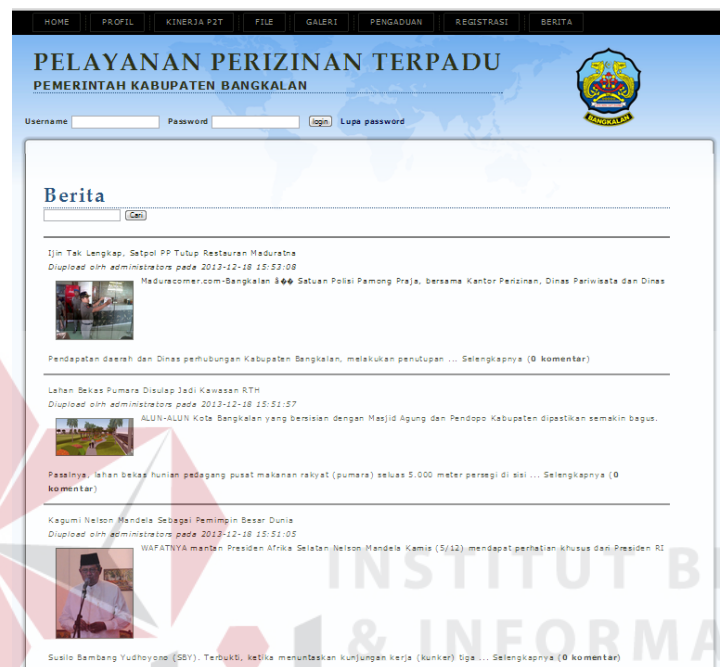 HOME PROFIL KINERJA P2T FILE GALERI PENGADUAN REGISTRASI BERITA
PELAYANAN PERIZINAN TERPADU
PEMERINTAH KABUPATEN BANGKALAN
BANGKALAN
Username Password login Lupa password
Berita
Cari
Ijin Tak Lengkap, Satpol PP Tutup Restauran Maduratna
Diupload olrh administrators pada 2013-12-18 15:53:08
Maduracorner.com-Bangkalan â�� Satuan Polisi Pamong Praja, bersama Kantor Perizinan, Dinas Pariwisata dan Dinas
Pendapatan daerah dan Dinas perhubungan Kabupaten Bangkalan, melakukan penutupan ... Selengkapnya (0 komentar)
Lahan Bekas Pumara Disulap Jadi Kawasan RTH
Diupload olrh administrators pada 2013-12-18 15:51:57
ALUN-ALUN Kota Bangkalan yang bersisian dengan Masjid Agung dan Pendopo Kabupaten dipastikan semakin bagus.
Pasalnya, lahan bekas hunian pedagang pusat makanan rakyat (pumara) seluas 5.000 meter persegi di sisi ... Selengkapnya (0
komentar)
Kagumi Nelson Mandela Sebagai Pemimpin Besar Dunia
Diupload olrh administrators pada 2013-12-18 15:51:05
WAFATNYA mantan Presiden Afrika Selatan Nelson Mandela Kamis (5/12) mendapat perhatian khusus dari Presiden RI
INSTITUT B
& INFORMA
Susilo Bambang Yudhoyono (SBY). Terbukti, ketika menuntaskan kunjungan kerja (kunker) tiga ... Selengkapnya (0 komentar)